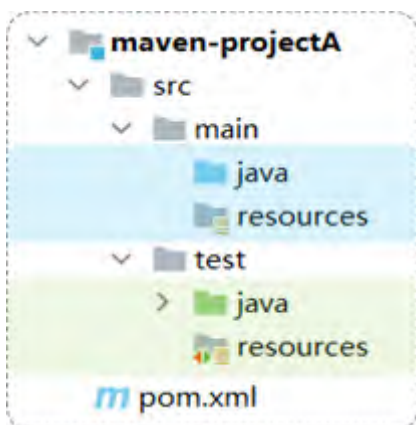 maven-projectA
src
main
java
resources
test
java
resources
pom.xml